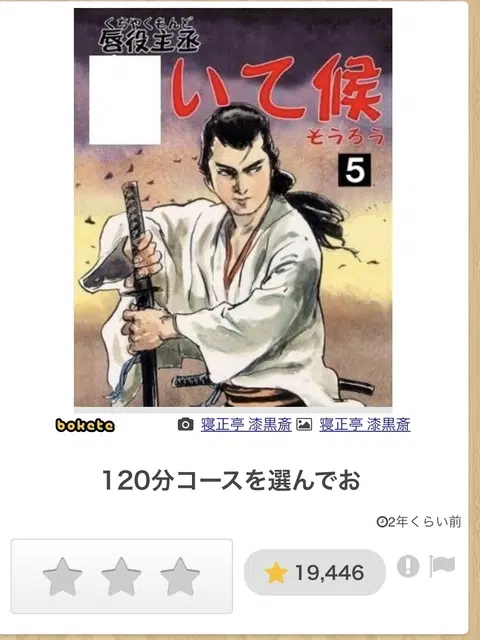 くちやくもんど
唇役主丞
いて候
そうろう
5
bokete
寝正亭 漆黒斎 寝正亭 漆黒斎
120分コースを選んでお
2年くらい前
19,446